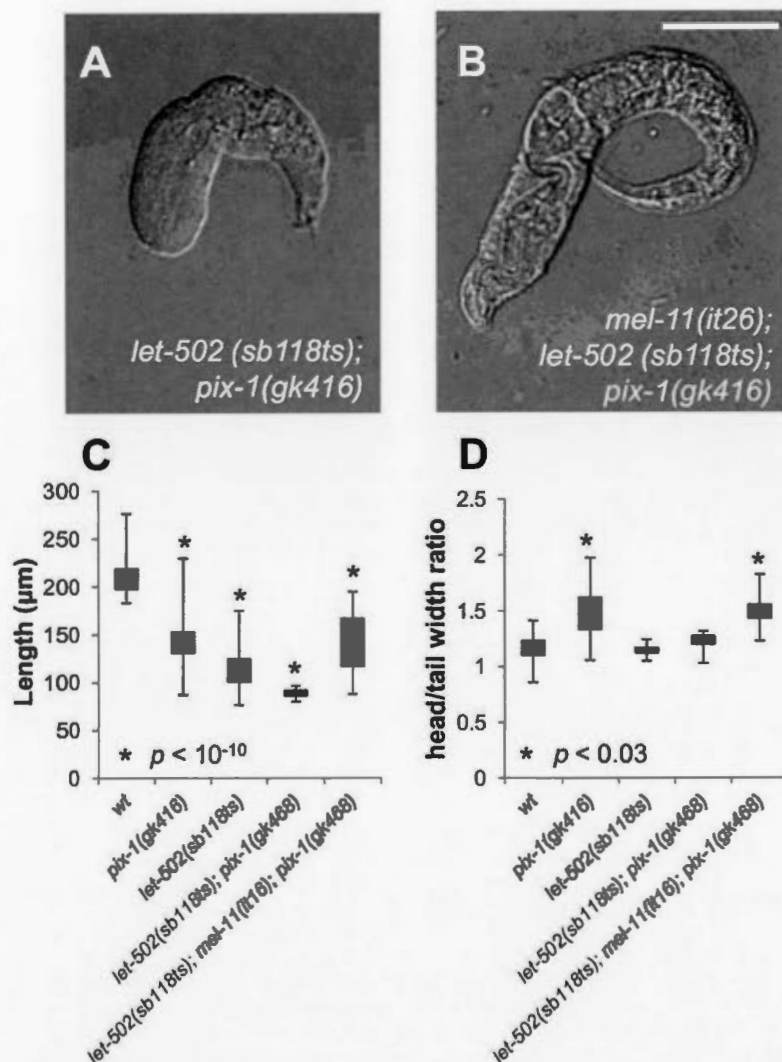 A
let-502 (sb118ts);
pix-1(gk416)
B
mel-11(it26);
let-502 (sb118ts);
pix-1(gk416)
C
Length (µm)
300
250
200
150
100
50
0
* * * *
* p < 10-10
wt
pix-1(gk416)
let-502(sb118ts)
let-502(sb118ts); pix-1(gk468)
let-502(sb118ts); mel-11(it16); pix-1(gk468)
D
head/tail width ratio
2.5
2
1.5
1
0.5
0
* *
* p < 0.03
wt
pix-1(gk416)
let-502(sb118ts)
let-502(sb118ts); pix-1(gk468)
let-502(sb118ts); mel-11(it16); pix-1(gk468)